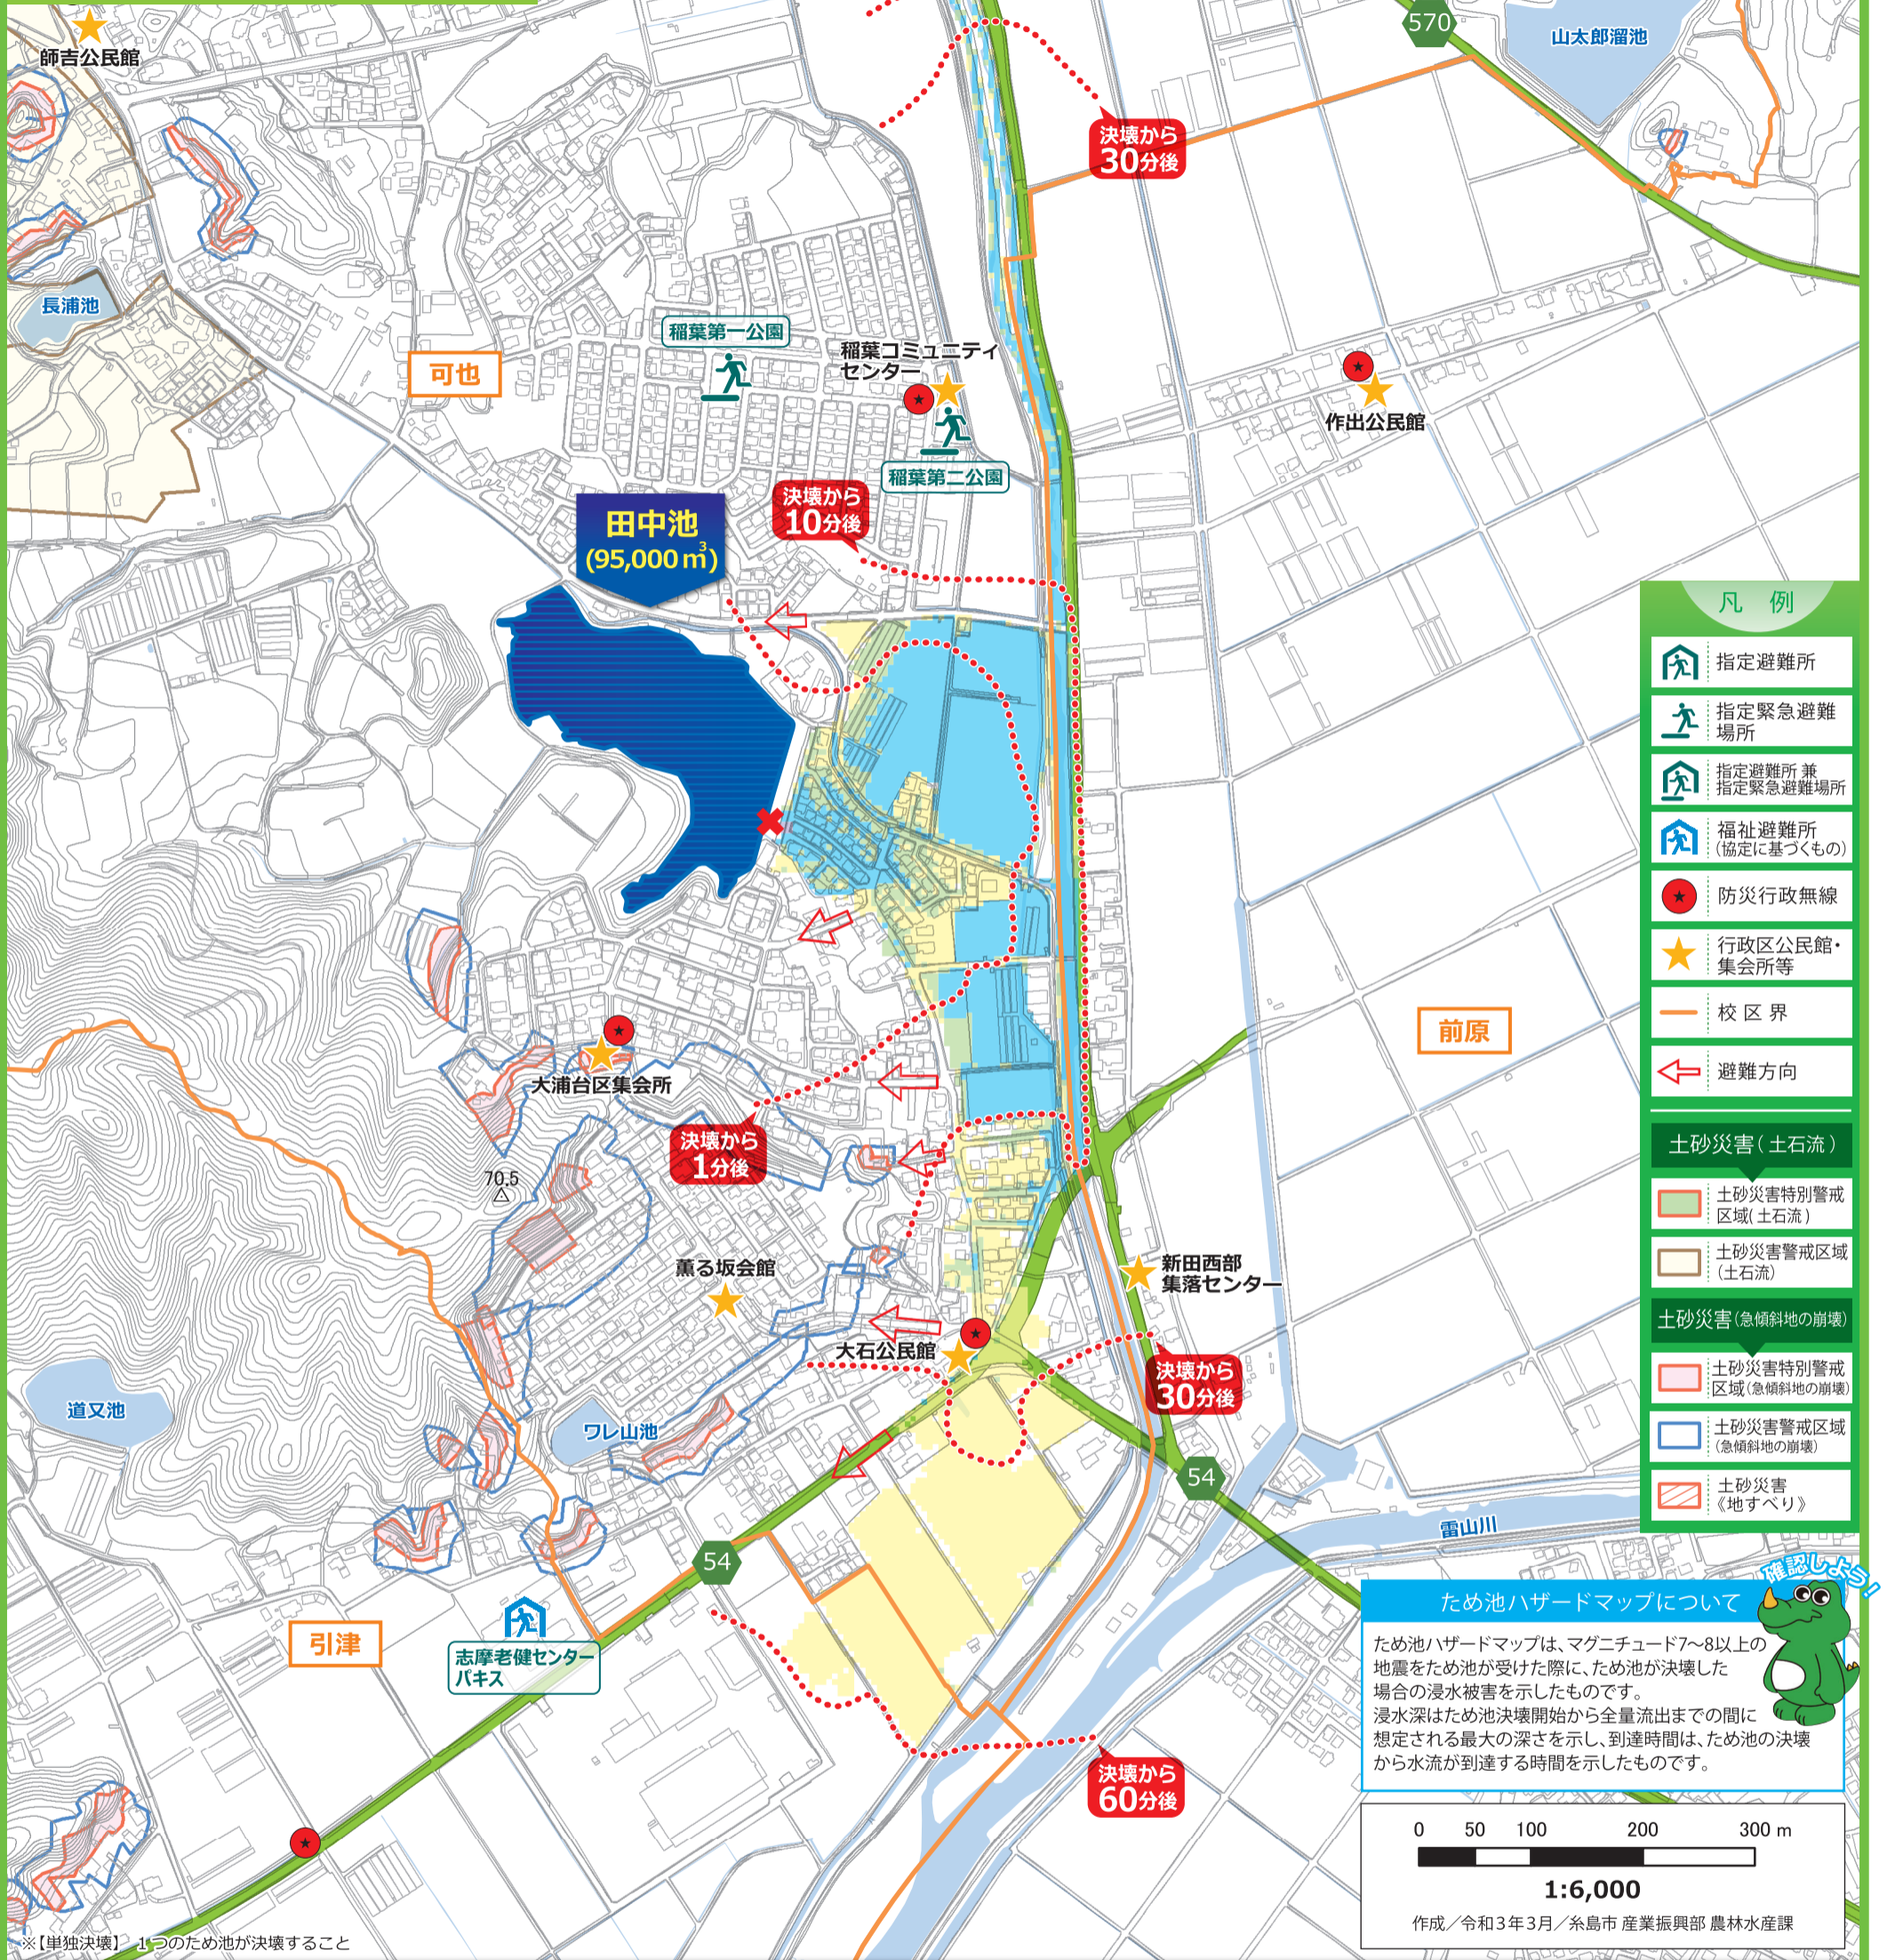 師吉公民館
570
山太郎溜池
決壊から
30分後
長浦池
可也
稲葉第一公園
稲葉コミュニティ
センター
稲葉第二公園
作出公民館
決壊から
10分後
田中池
(95,000㎥)
前原
大浦台区集会所
決壊から
1分後
70.5
薫る坂会館
新田西部
集落センター
大石公民館
決壊から
30分後
道又池
ワレ山池
54
雷山川
54
引津
志摩老健センター
パキス
決壊から
60分後
※【単独決壊】 1つのため池が決壊すること
凡 例
指定避難所
指定緊急避難
場所
指定避難所 兼
指定緊急避難場所
福祉避難所
(協定に基づくもの)
防災行政無線
行政区公民館・
集会所等
校 区 界
避難方向
土砂災害(土石流)
土砂災害特別警戒
区域(土石流)
土砂災害警戒区域
(土石流)
土砂災害(急傾斜地の崩壊)
土砂災害特別警戒
区域(急傾斜地の崩壊)
土砂災害警戒区域
(急傾斜地の崩壊)
土砂災害
《地すべり》
確認しよう!
ため池ハザードマップについて
ため池ハザードマップは、マグニチュード7〜8以上の
地震をため池が受けた際に、ため池が決壊した
場合の浸水被害を示したものです。
浸水深はため池決壊開始から全量流出までの間に
想定される最大の深さを示し、到達時間は、ため池の決壊
から水流が到達する時間を示したものです。
0 50 100 200 300 m
1:6,000
作成／令和3年3月／糸島市 産業振興部 農林水産課